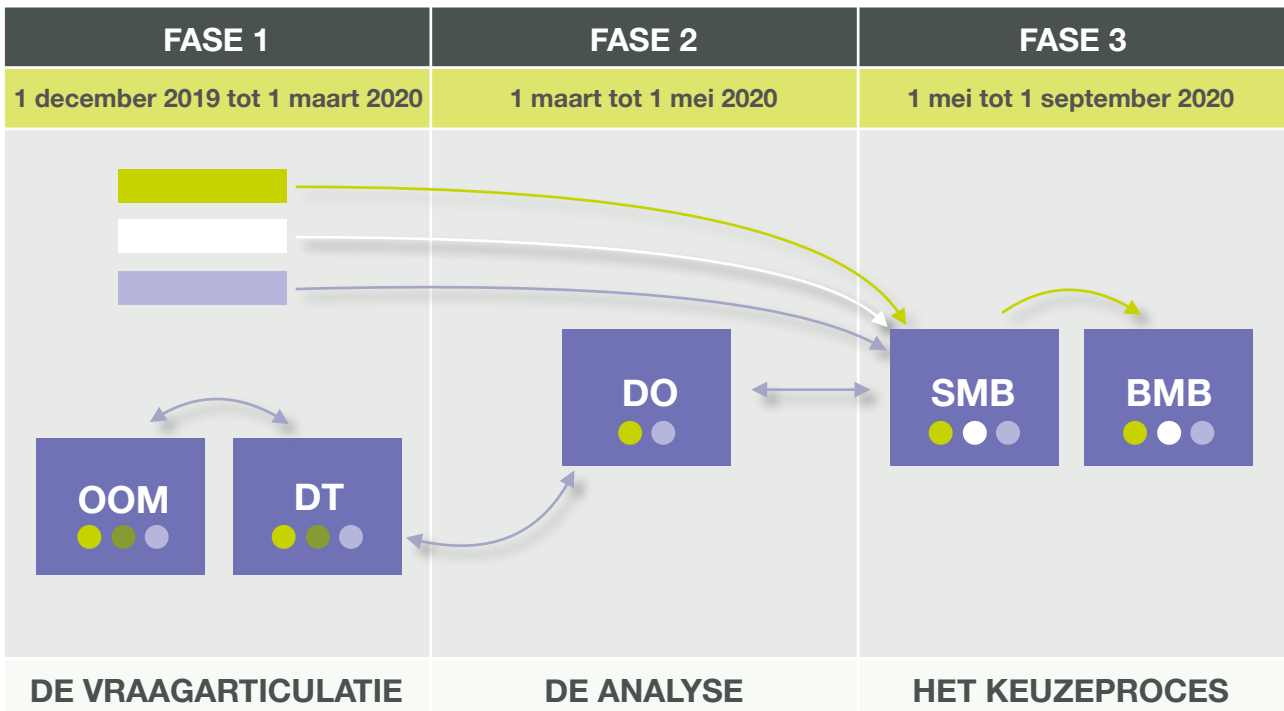 FASE 1
FASE 2
FASE 3
1 december 2019 tot 1 maart 2020
1 maart tot 1 mei 2020
1 mei tot 1 september 2020
DO
SMB
BMB
OOM
DT
DE VRAAGARTICULATIE
DE ANALYSE
HET KEUZEPROCES